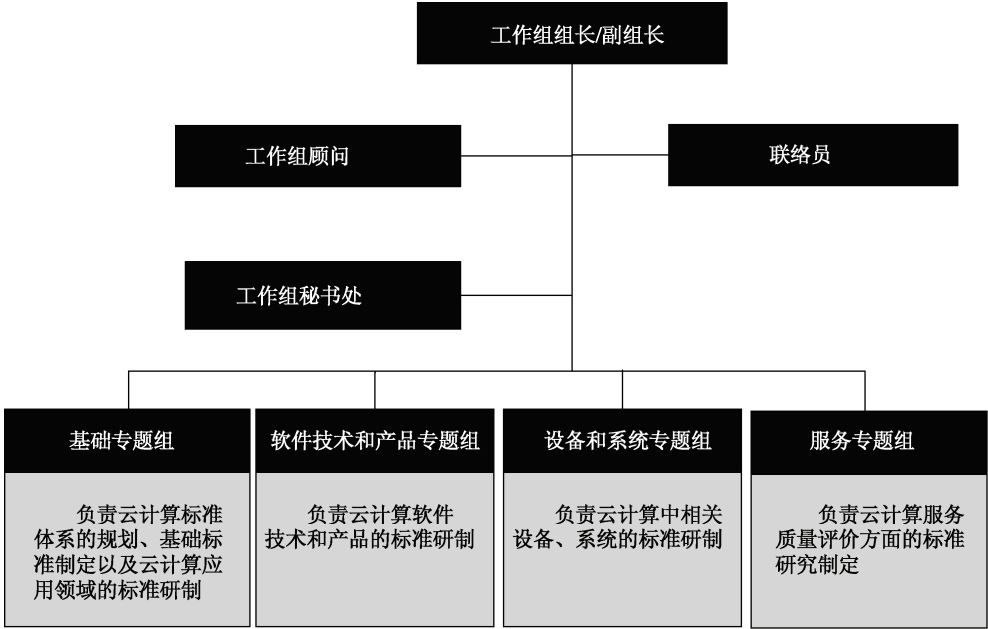 工作组组长/副组长
工作组顾问
联络员
工作组秘书处
基础专题组
软件技术和产品专题组
设备和系统专题组
服务专题组
负责云计算标准
体系的规划、基础标
准制定以及云计算应
用领域的标准研制
负责云计算软件
技术和产品的标准研制
负责云计算中相关
设备、系统的标准研制
负责云计算服务
质量评价方面的标准
研究制定